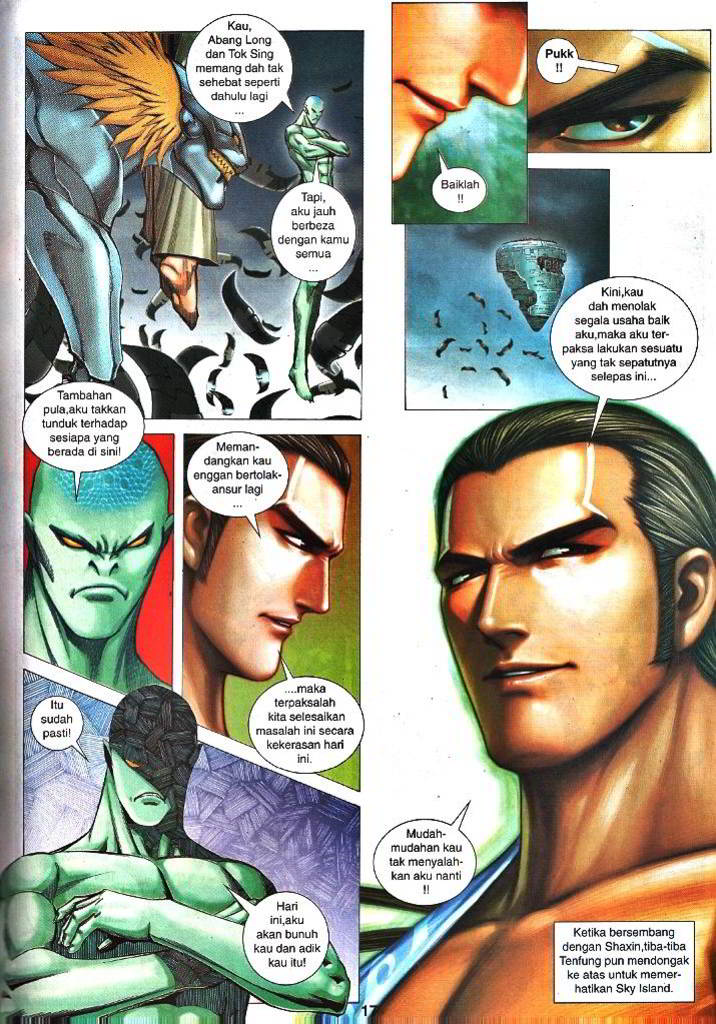 Kau,
Abang Long
dan Tok Sing
memang dah tak
sehebat seperti
dahulu lagi
...
Tapi,
aku jauh
berbeza
dengan kamu
semua
...
Tambahan
pula,aku takkan
tunduk terhadap
sesiapa yang
berada di sini!
Meman-
dangkan kau
enggan bertolak-
ansur lagi
...
....maka
terpaksalah
kita selesaikan
masalah ini secara
kekerasan hari
ini.
Itu
sudah
pasti!
Hari
ini,aku
akan bunuh
kau dan adik
kau itu!
Baiklah
!!
Pukk
!!
Kini,kau
dah menolak
segala usaha baik
aku,maka aku ter-
paksa lakukan sesuatu
yang tak sepatutnya
selepas ini...
Mudah-
mudahan kau
tak menyalah-
kan aku nanti
!!
Ketika bersembang
dengan Shaxin,tiba-tiba
Tenfung pun mendongak
ke atas untuk memer-
hatikan Sky Island.